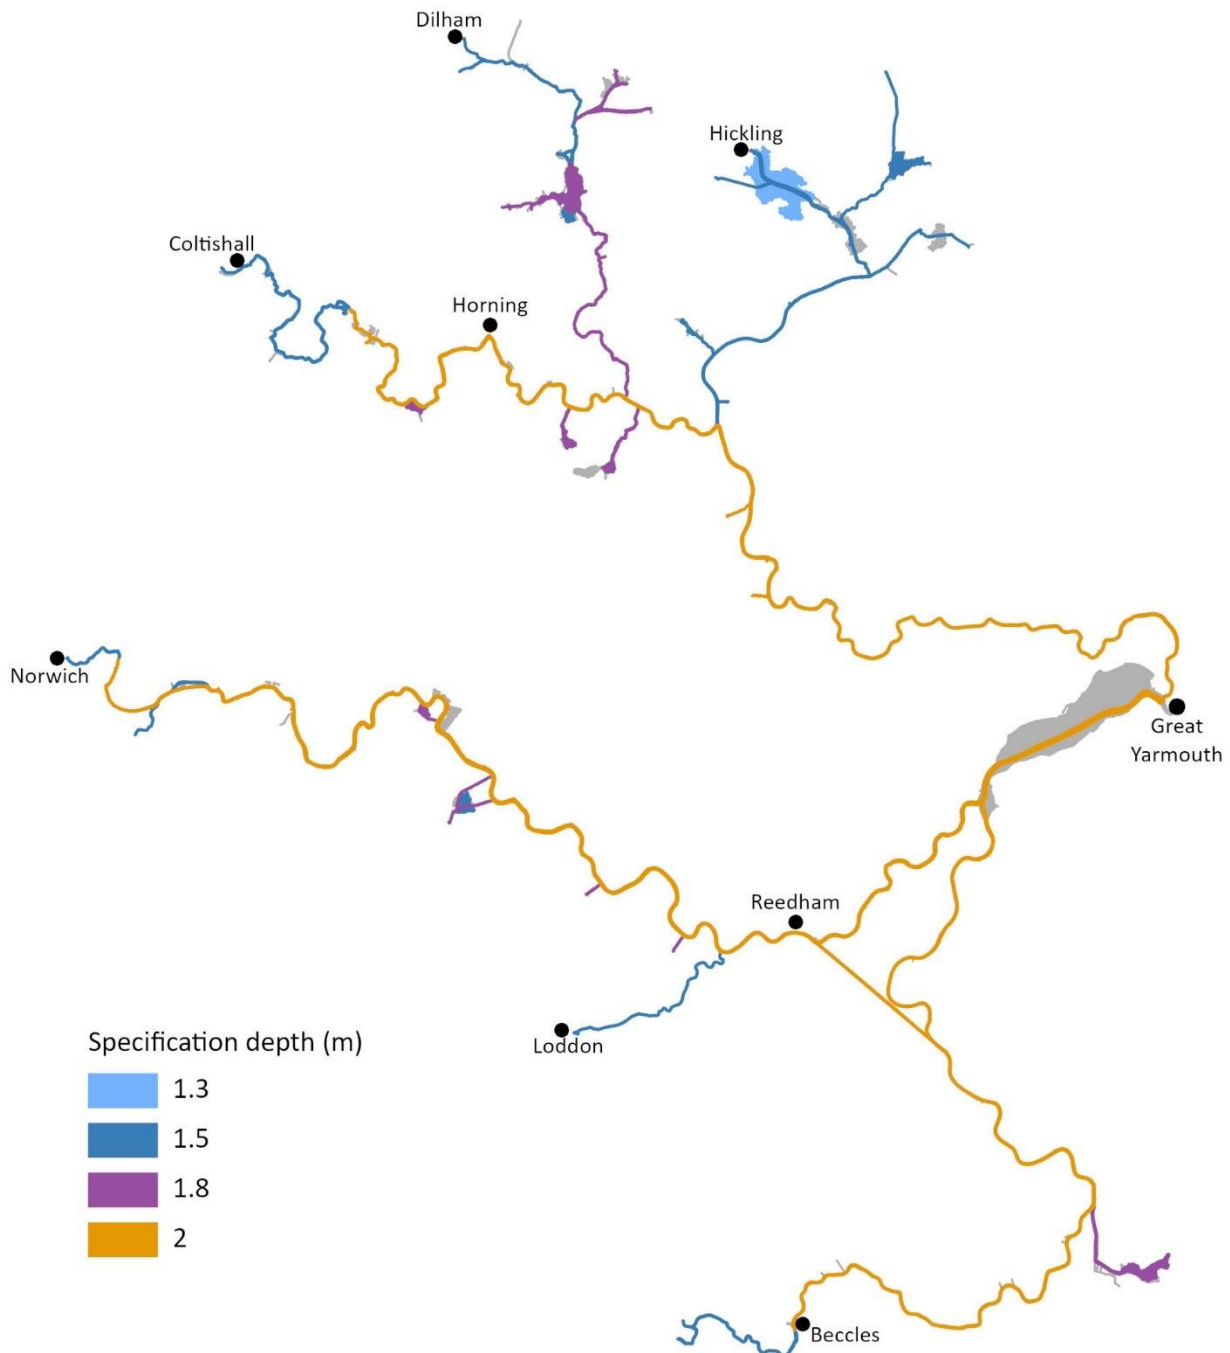 Dilham
Hickling
Coltishall
Horning
Norwich
Great
Yarmouth
Reedham
Loddon
Specification depth (m)
1.3
1.5
1.8
2
Beccles